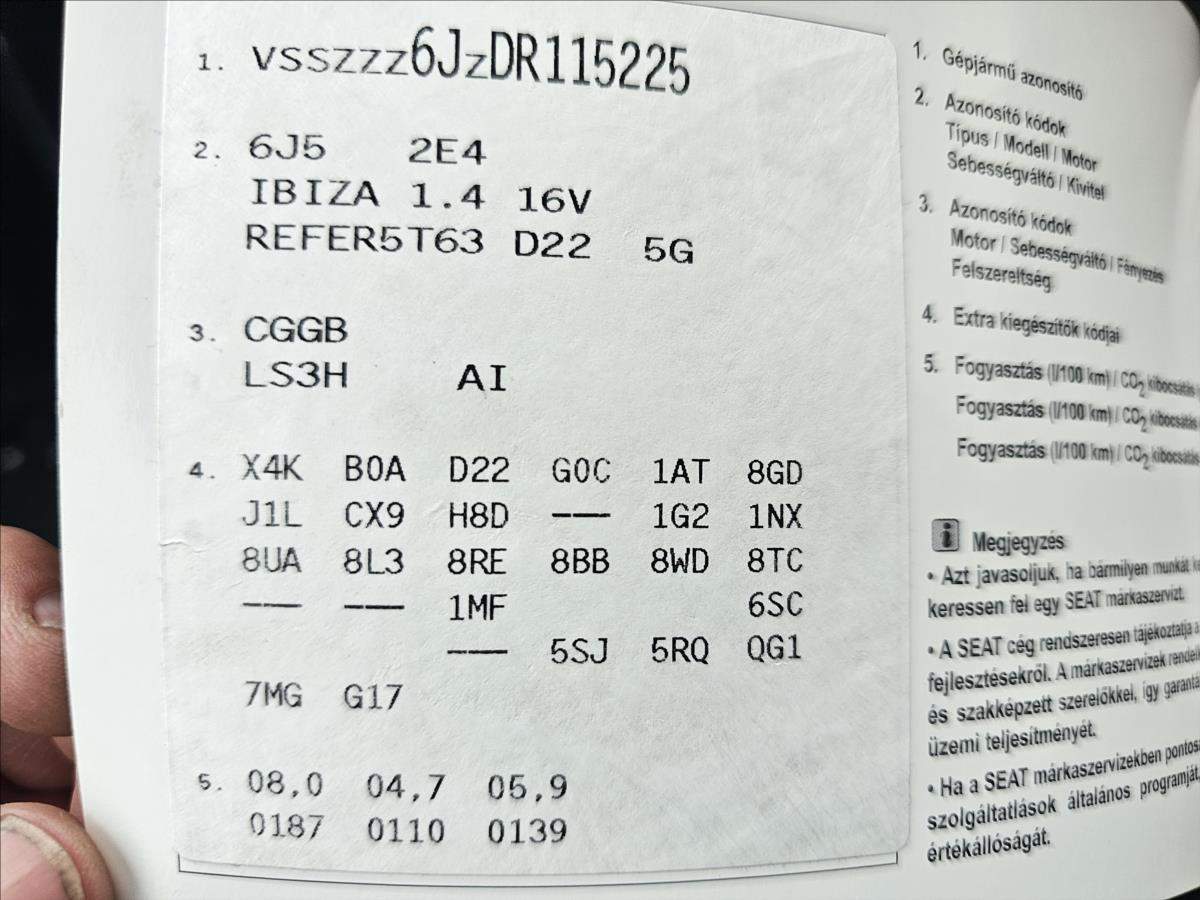 1. VSSZZZ6JZDR115225
2. 6J5 2E4
IBIZA 1.4 16V
REFER5T63 D22 5G
3. CGGB
LS3H AI
4. X4K B0A D22 G0C 1AT 8GD
J1L CX9 H8D --- 1G2 1NX
8UA 8L3 8RE 8BB 8WD 8TC
--- --- 1MF 6SC
--- 5SJ 5RQ QG1
7MG G17
5. 08,0 04,7 05,9
0187 0110 0139
1. Gépjármű azonosító
2. Azonosító kódok
Típus / Modell / Motor
Sebességváltó / Kivitel
3. Azonosító kódok
Motor / Sebességváltó / Fényezés
Felszereltség
4. Extra kiegészítők kódjai
5. Fogyasztás (l/100 km) / CO2 kibocsátás
Fogyasztás (l/100 km) / CO2 kibocsátás
Fogyasztás (l/100 km) / CO2 kibocsátás
i Megjegyzés
• Azt javasoljuk, ha bármilyen munkát
keressen fel egy SEAT márkaszervizt.
• A SEAT cég rendszeresen tájékoztatja a
fejlesztésekről. A márkaszervizek
és szakképzett szerelőkkel, így
üzemi teljesítményét.
• Ha a SEAT márkaszervizekben
szolgáltatlások általános programját,
értékállóságát.